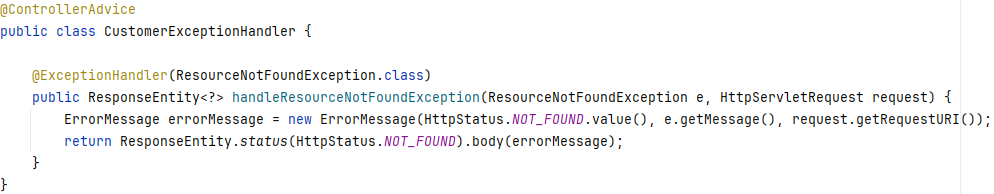 @ControllerAdvice
public class CustomerExceptionHandler {
@ExceptionHandler(ResourceNotFoundException.class)
public ResponseEntity<?> handleResourceNotFoundException(ResourceNotFoundException e, HttpServletRequest request) {
ErrorMessage errorMessage = new ErrorMessage(HttpStatus.NOT_FOUND.value(), e.getMessage(), request.getRequestURI());
return ResponseEntity.status(HttpStatus.NOT_FOUND).body(errorMessage);
}
}